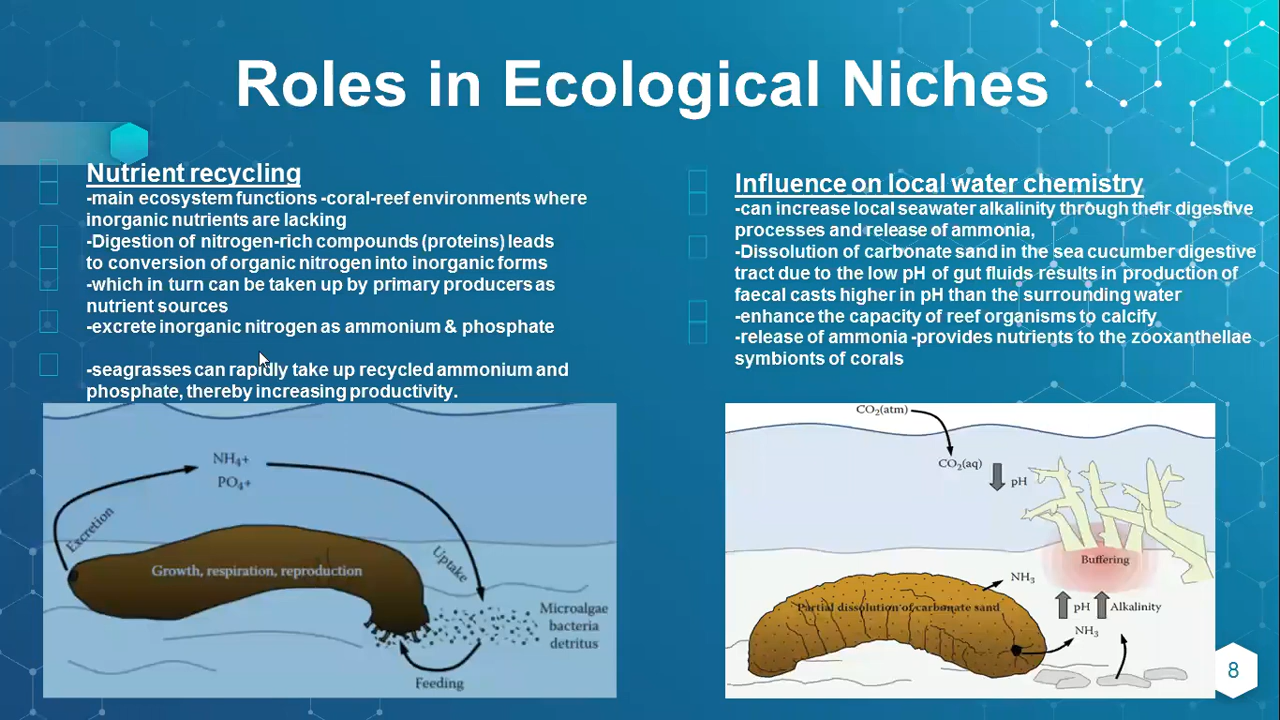 Roles in Ecological Niches
Nutrient recycling
-main ecosystem functions -coral-reef environments where
inorganic nutrients are lacking
-Digestion of nitrogen-rich compounds (proteins) leads
to conversion of organic nitrogen into inorganic forms
-which in turn can be taken up by primary producers as
nutrient sources
-excrete inorganic nitrogen as ammonium & phosphate
-seagrasses can rapidly take up recycled ammonium and
phosphate, thereby increasing productivity.
Influence on local water chemistry
-can increase local seawater alkalinity through their digestive
processes and release of ammonia,
-Dissolution of carbonate sand in the sea cucumber digestive
tract due to the low pH of gut fluids results in production of
faecal casts higher in pH than the surrounding water
-enhance the capacity of reef organisms to calcify
-release of ammonia -provides nutrients to the zooxanthellae
symbionts of corals
NH4+
PO4+
Excretion
Growth, respiration, reproduction
Uptake
Microalgae
bacteria
detritus
Feeding
CO2(atm)
CO2(aq)
pH
Buffering
NH3
Partial dissolution of carbonate sand
pH
Alkalinity
NH3
8